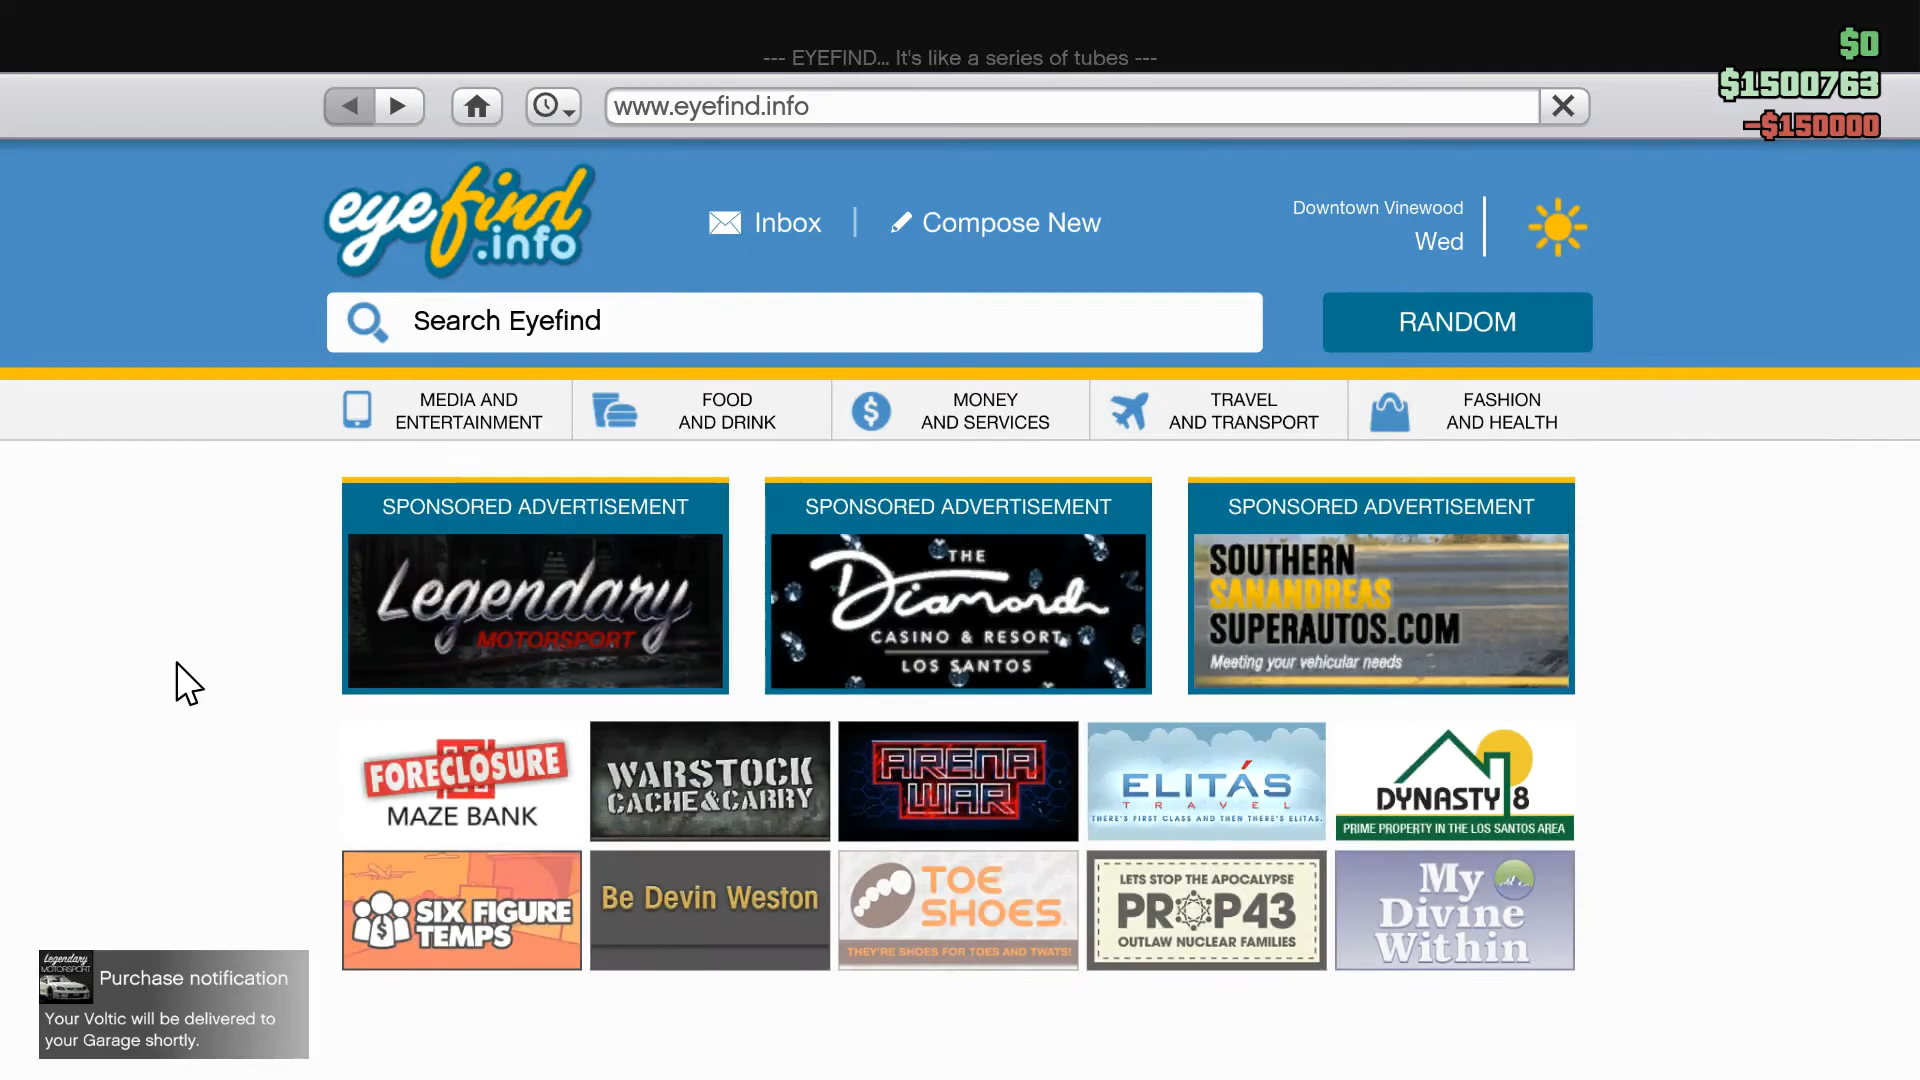 --- EYEFIND... It's like a series of tubes ---
$0
$1500763
-$150000
www.eyefind.info
eyefind
.info
Inbox
Compose New
Downtown Vinewood
Wed
Search Eyefind
RANDOM
MEDIA AND
ENTERTAINMENT
FOOD
AND DRINK
MONEY
AND SERVICES
TRAVEL
AND TRANSPORT
FASHION
AND HEALTH
SPONSORED ADVERTISEMENT
Legendary
MOTORSPORT
SPONSORED ADVERTISEMENT
THE
Diamond
CASINO & RESORT
LOS SANTOS
SPONSORED ADVERTISEMENT
SOUTHERN
SANANDREAS
SUPERAUTOS.COM
Meeting your vehicular needs
FORECLOSURE
MAZE BANK
WARSTOCK
CACHE&CARRY
ARENA
WAR
ELITÁS
TRAVEL
THERE'S FIRST CLASS AND THEN THERE'S ELITAS.
DYNASTY 8
PRIME PROPERTY IN THE LOS SANTOS AREA
SIX FIGURE
TEMPS
Be Devin Weston
TOE
SHOES
THEY'RE SHOES FOR TOES AND TWATS!
LETS STOP THE APOCALYPSE
PROP43
OUTLAW NUCLEAR FAMILIES
My
Divine
Within
Legendary
MOTORSPORT
Purchase notification
Your Voltic will be delivered to
your Garage shortly.